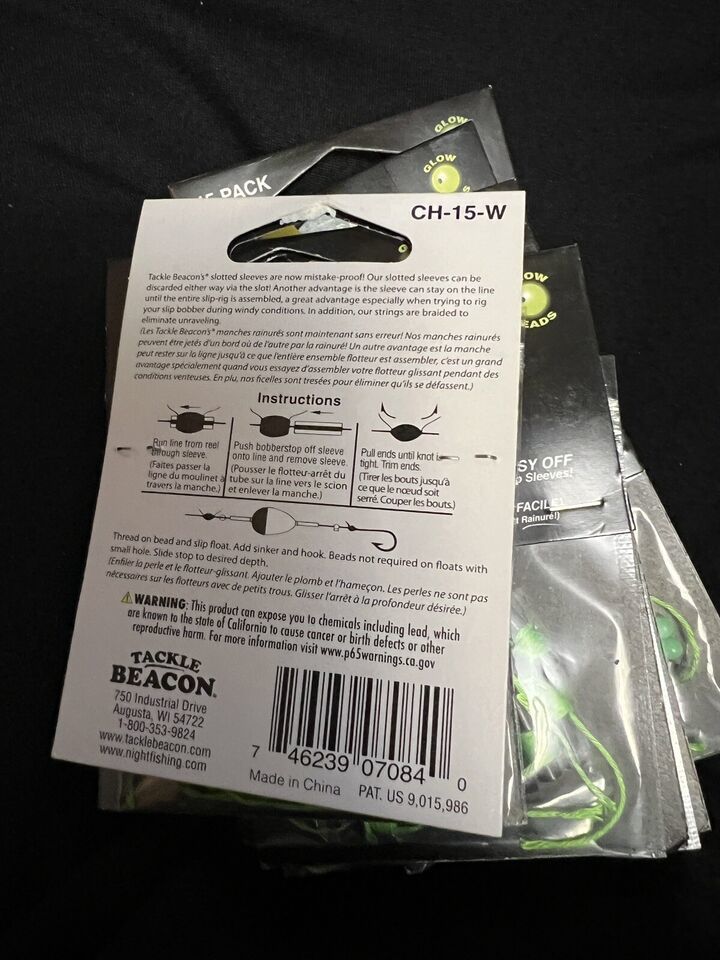 GLOW
GLOW
PACK
CH-15-W
Tackle Beacon's® slotted sleeves are now mistake-proof! Our slotted sleeves can be
discarded either way via the slot! Another advantage is the sleeve can stay on the line
until the entire slip-rig is assembled, a great advantage especially when trying to rig
your slip bobber during windy conditions. In addition, our strings are braided to
eliminate unraveling.
(Les Tackle Beacon's® manches rainurés sont maintenant sans erreur! Nos manches rainurés
peuvent être jetés d'un bord où de l'autre par la rainuré! Un autre avantage est la manche
peut rester sur la ligne jusqu'à ce que l'entière ensemble flotteur est assembler, c'est un grand
avantage spécialement quand vous essayez d'assembler votre flotteur glissant pendant des
conditions venteuses. En plu, nos ficelles sont tresées pour éliminer qu'ils se défassent.)
Instructions
Run line from reel
through sleeve.
(Faites passer la
ligne du moulinet à
travers la manche.)
Push bobberstop off sleeve
onto line and remove sleeve.
(Pousser le flotteur-arrêt du
tube sur la line vers le scion
et enlever la manche.)
Pull ends until knot is
tight. Trim ends.
(Tirer les bouts jusqu'à
ce que le nœud soit
serré. Couper les bouts.)
Thread on bead and slip float. Add sinker and hook. Beads not required on floats with
small hole. Slide stop to desired depth.
(Enfiler la perle et le flotteur-glissant. Ajouter le plomb et l'hameçon. Les perles ne sont pas
nécessaires sur les flotteurs avec de petits trous. Glisser l'arrêt à la profondeur désirée.)
⚠WARNING: This product can expose you to chemicals including lead, which
are known to the state of California to cause cancer or birth defects or other
reproductive harm. For more information visit www.p65warnings.ca.gov
TACKLE
BEACON®
750 Industrial Drive
Augusta, WI 54722
1-800-353-9824
www.tacklebeacon.com
www.nightfishing.com
7 46239 07084 0
Made in China PAT. US 9,015,986
OW
EADS
SY OFF
p Sleeves!
FACILE!
t Rainuré!)